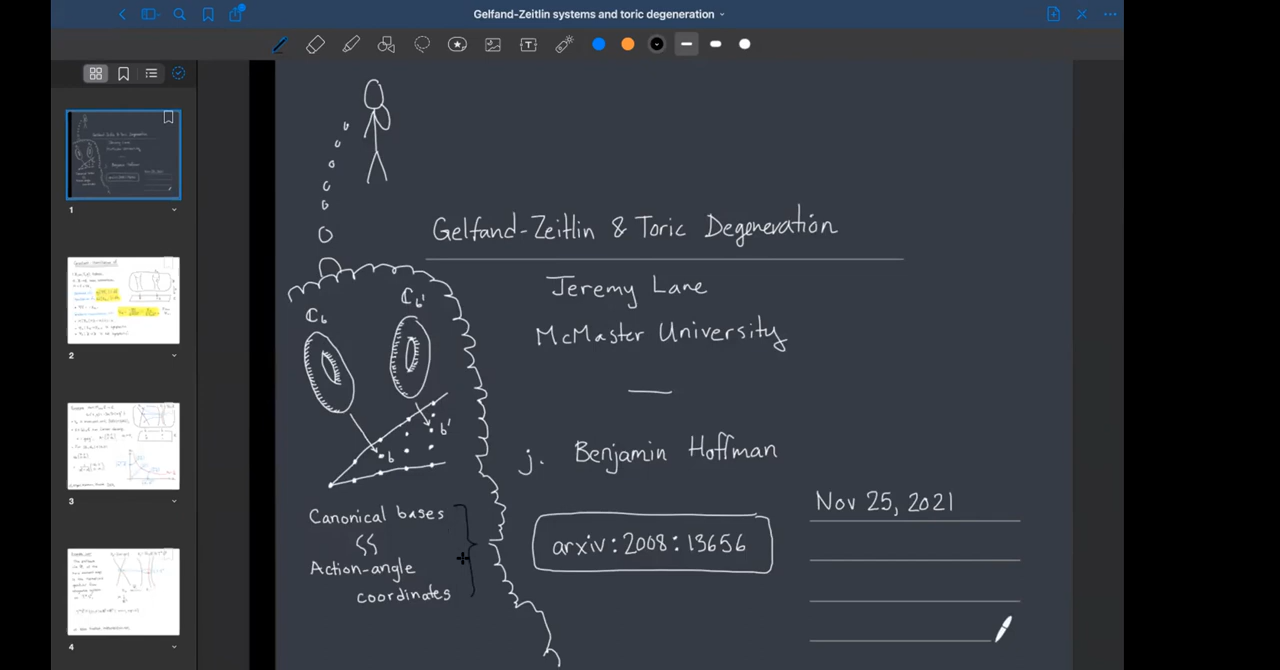 Gelfand-Zeitlin systems and toric degeneration
Gelfand-Zeitlin & Toric Degeneration
Jeremy Lane
McMaster University
j. Benjamin Hoffman
Nov 25, 2021
arxiv:2008:13656
C_b
C_b'
b'
b
Canonical bases
Action-angle
coordinates
1
2
3
4